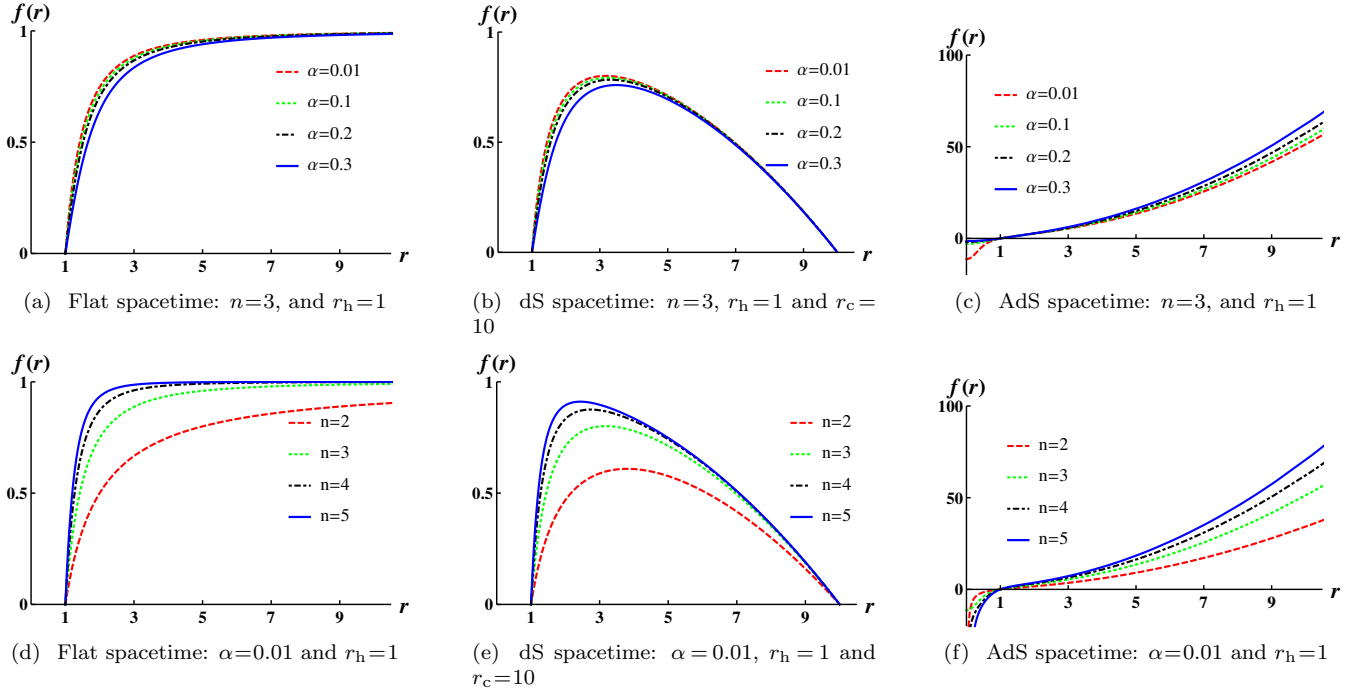 f(r)
1
0.5
0
1 3 5 7 9 r
α=0.01
α=0.1
α=0.2
α=0.3
(a) Flat spacetime: n=3, and r_h=1
f(r)
1
0.5
0
1 3 5 7 9 r
α=0.01
α=0.1
α=0.2
α=0.3
(b) dS spacetime: n=3, r_h=1 and r_c=
10
f(r)
100
50
0
1 3 5 7 9 r
α=0.01
α=0.1
α=0.2
α=0.3
(c) AdS spacetime: n=3, and r_h=1
f(r)
1
0.5
0
1 3 5 7 9 r
n=2
n=3
n=4
n=5
(d) Flat spacetime: α=0.01 and r_h=1
f(r)
1
0.5
0
1 3 5 7 9 r
n=2
n=3
n=4
n=5
(e) dS spacetime: α=0.01, r_h=1 and
r_c=10
f(r)
100
50
0
1 3 5 7 9 r
n=2
n=3
n=4
n=5
(f) AdS spacetime: α=0.01 and r_h=1